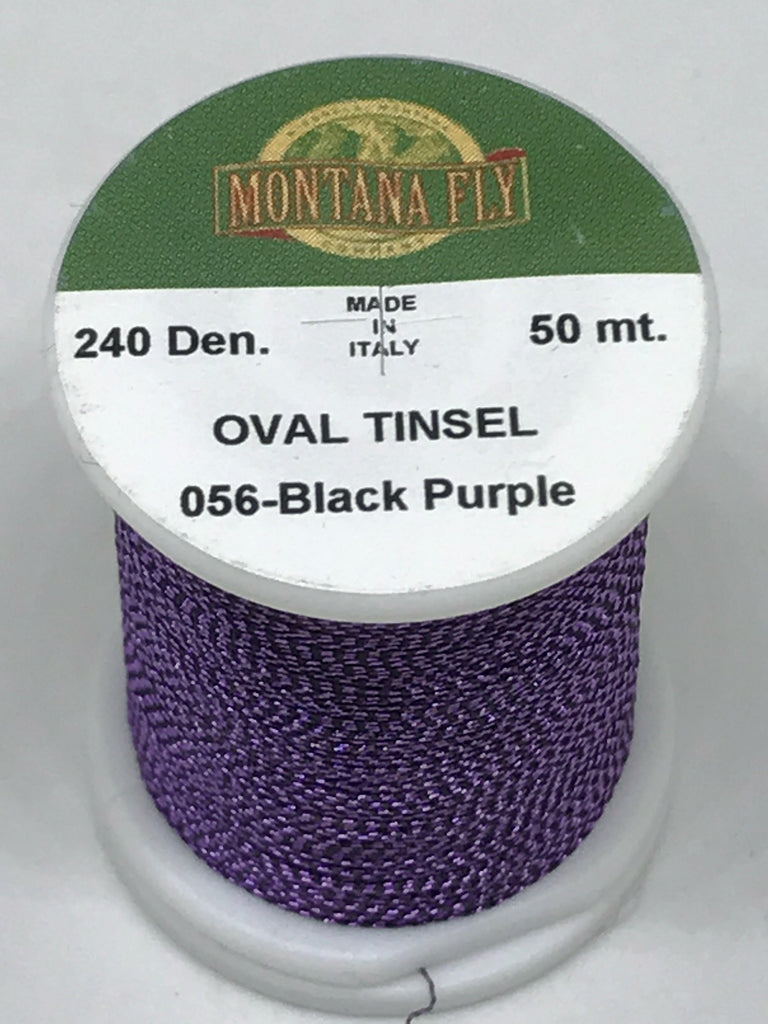 MONTANA FLY
MADE
IN
ITALY
240 Den.
50 mt.
OVAL TINSEL
056-Black Purple